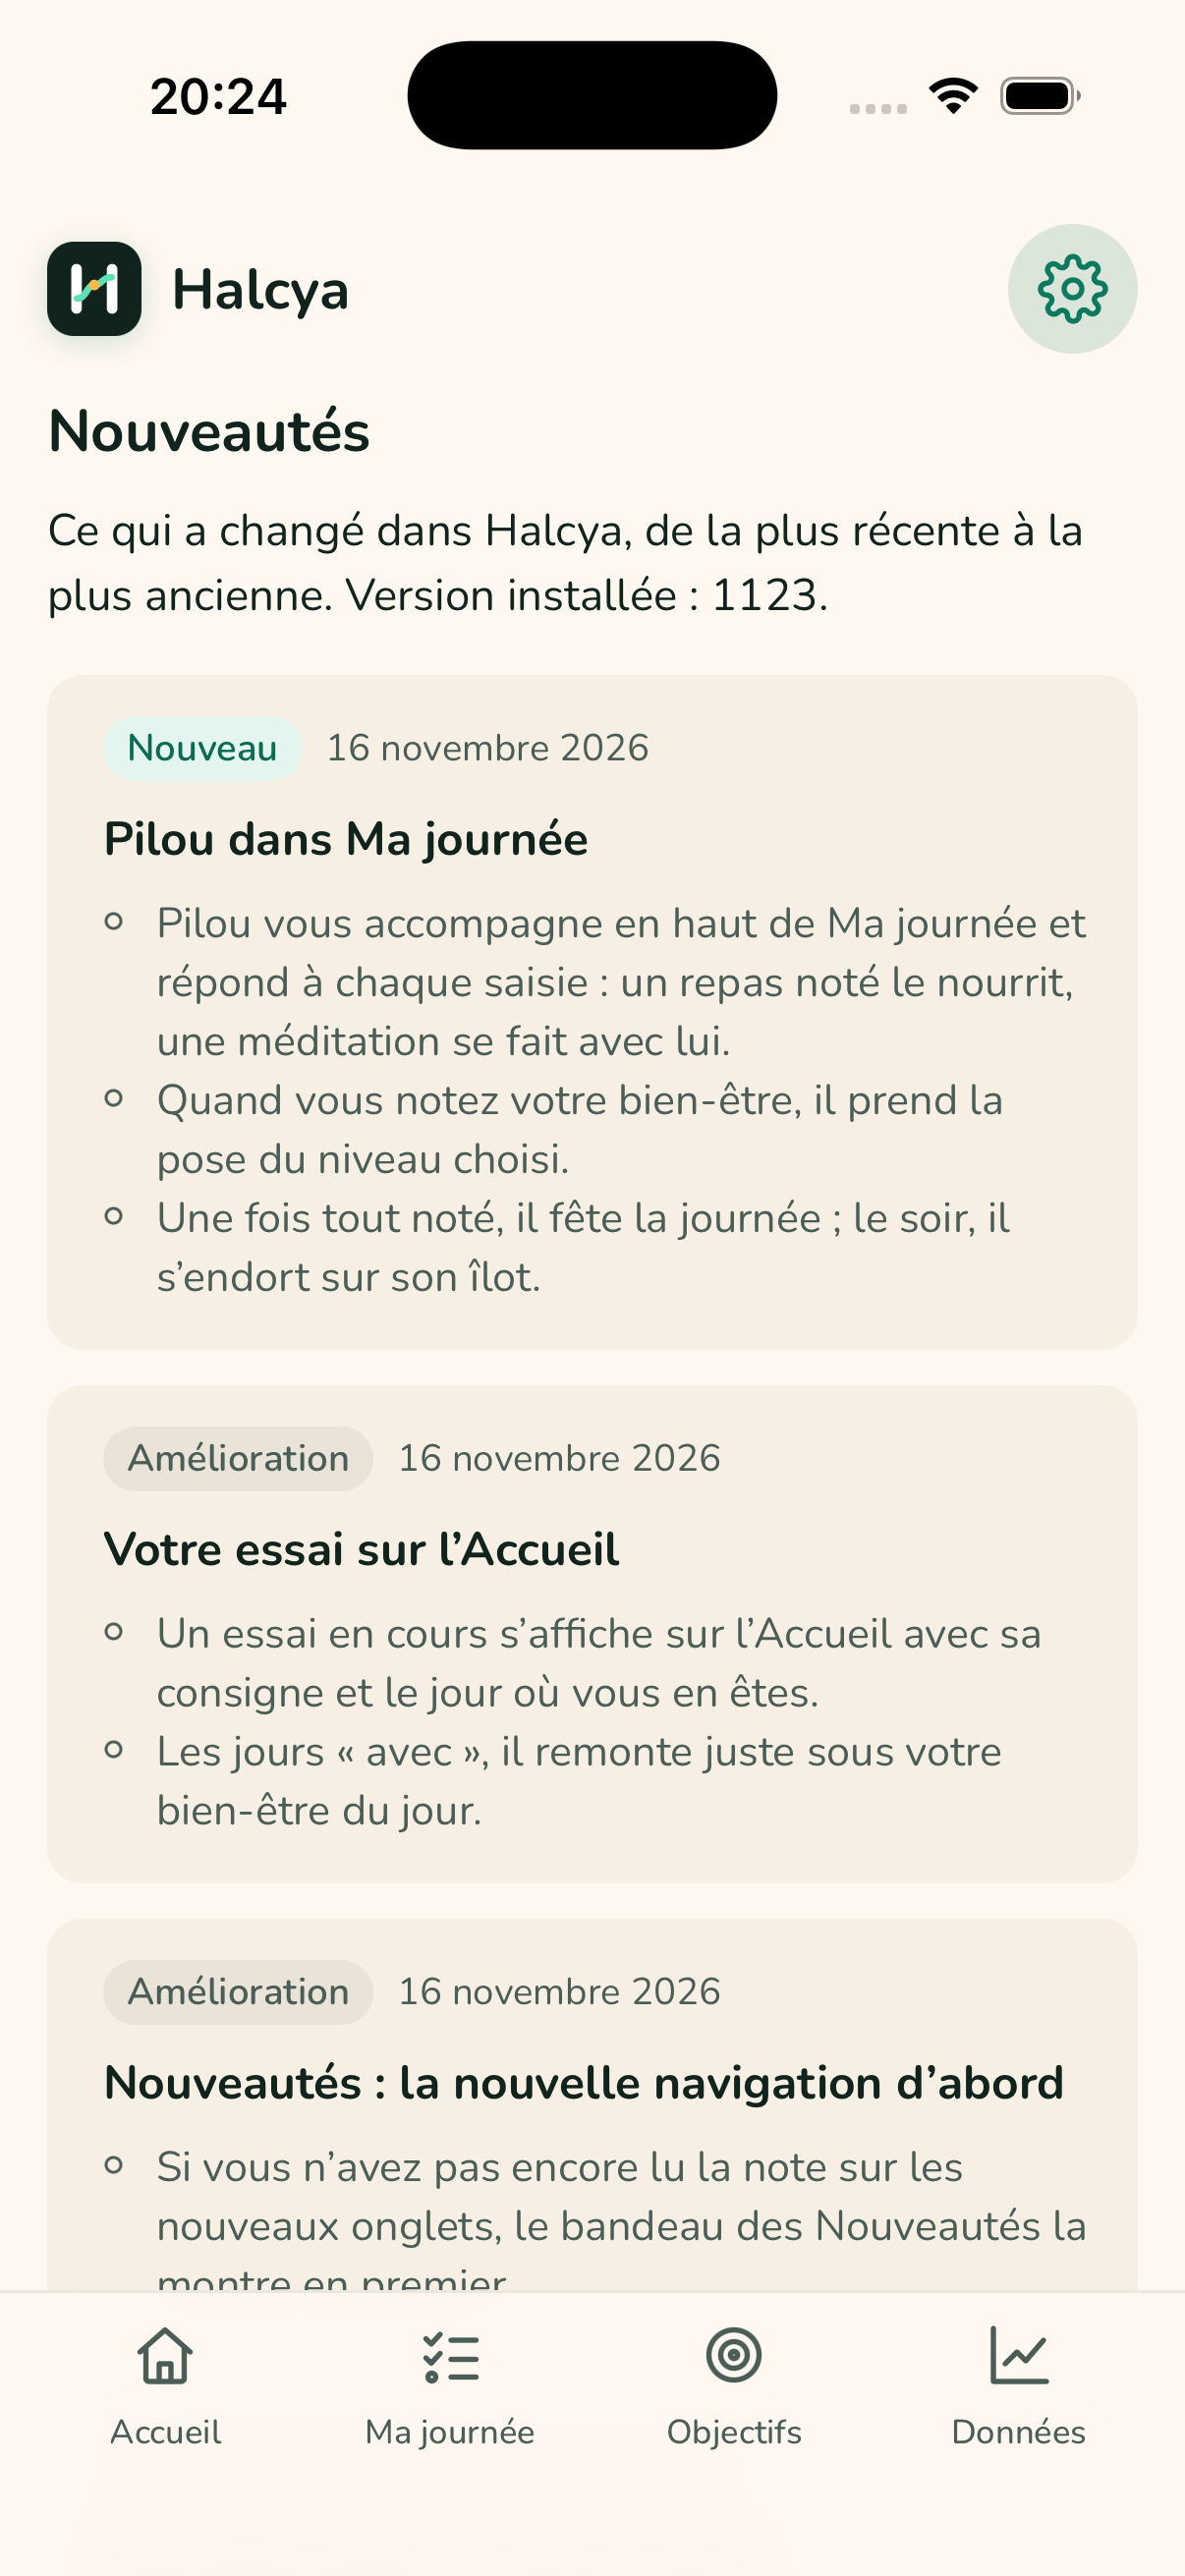 20:24
Halcya
Nouveautés
Ce qui a changé dans Halcya, de la plus récente à la
plus ancienne. Version installée : 1123.
Nouveau 16 novembre 2026
Pilou dans Ma journée
Pilou vous accompagne en haut de Ma journée et
répond à chaque saisie : un repas noté le nourrit,
une méditation se fait avec lui.
Quand vous notez votre bien-être, il prend la
pose du niveau choisi.
Une fois tout noté, il fête la journée ; le soir, il
s’endort sur son îlot.
Amélioration 16 novembre 2026
Votre essai sur l’Accueil
Un essai en cours s’affiche sur l’Accueil avec sa
consigne et le jour où vous en êtes.
Les jours « avec », il remonte juste sous votre
bien-être du jour.
Amélioration 16 novembre 2026
Nouveautés : la nouvelle navigation d’abord
Si vous n’avez pas encore lu la note sur les
nouveaux onglets, le bandeau des Nouveautés la
montre en premier
Accueil
Ma journée
Objectifs
Données